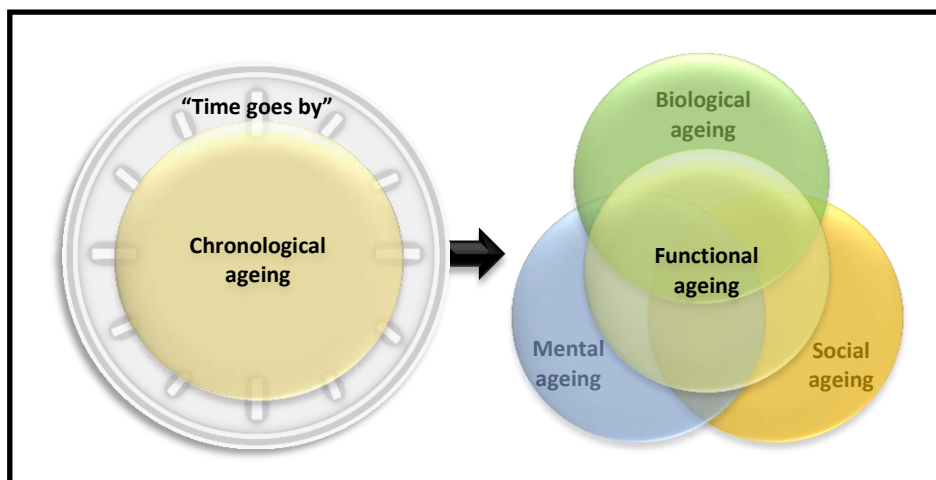 “Time goes by”
Chronological
ageing
Biological
ageing
Functional
ageing
Mental
ageing
Social
ageing